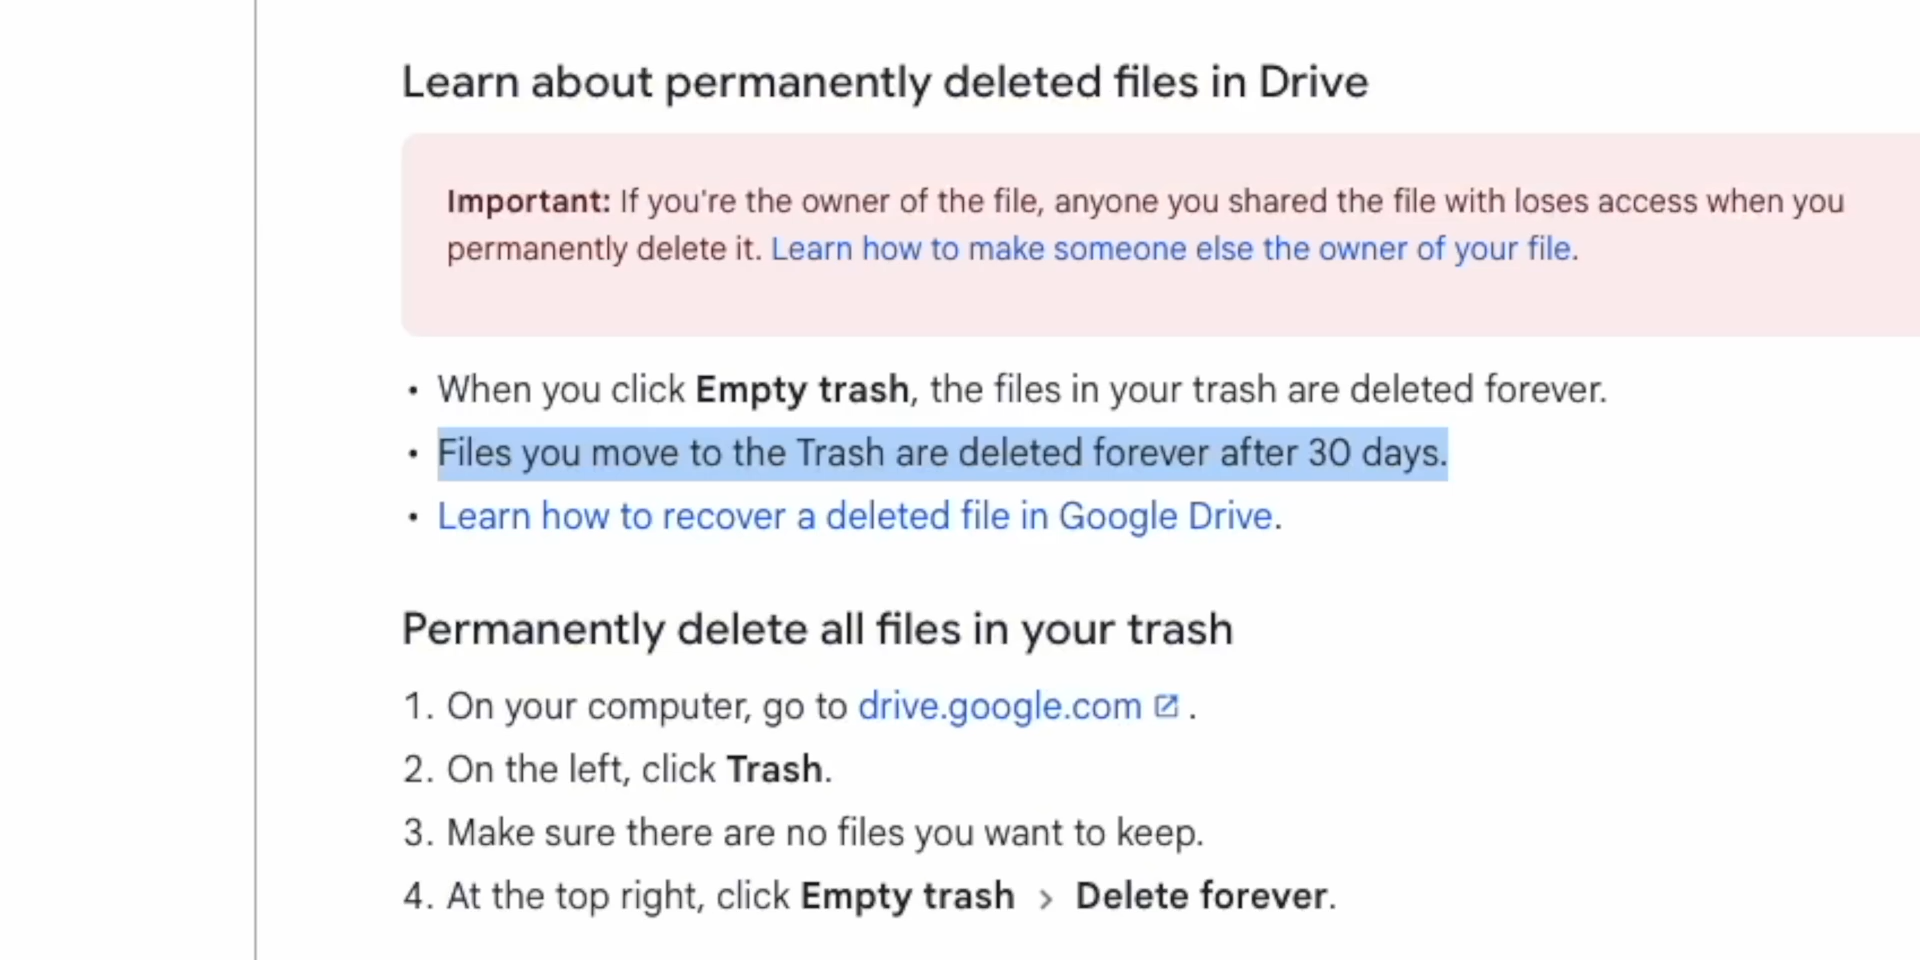 Learn about permanently deleted files in Drive
Important: If you're the owner of the file, anyone you shared the file with loses access when you
permanently delete it. Learn how to make someone else the owner of your file.
• When you click Empty trash, the files in your trash are deleted forever.
• Files you move to the Trash are deleted forever after 30 days.
• Learn how to recover a deleted file in Google Drive.
Permanently delete all files in your trash
1. On your computer, go to drive.google.com .
2. On the left, click Trash.
3. Make sure there are no files you want to keep.
4. At the top right, click Empty trash > Delete forever.